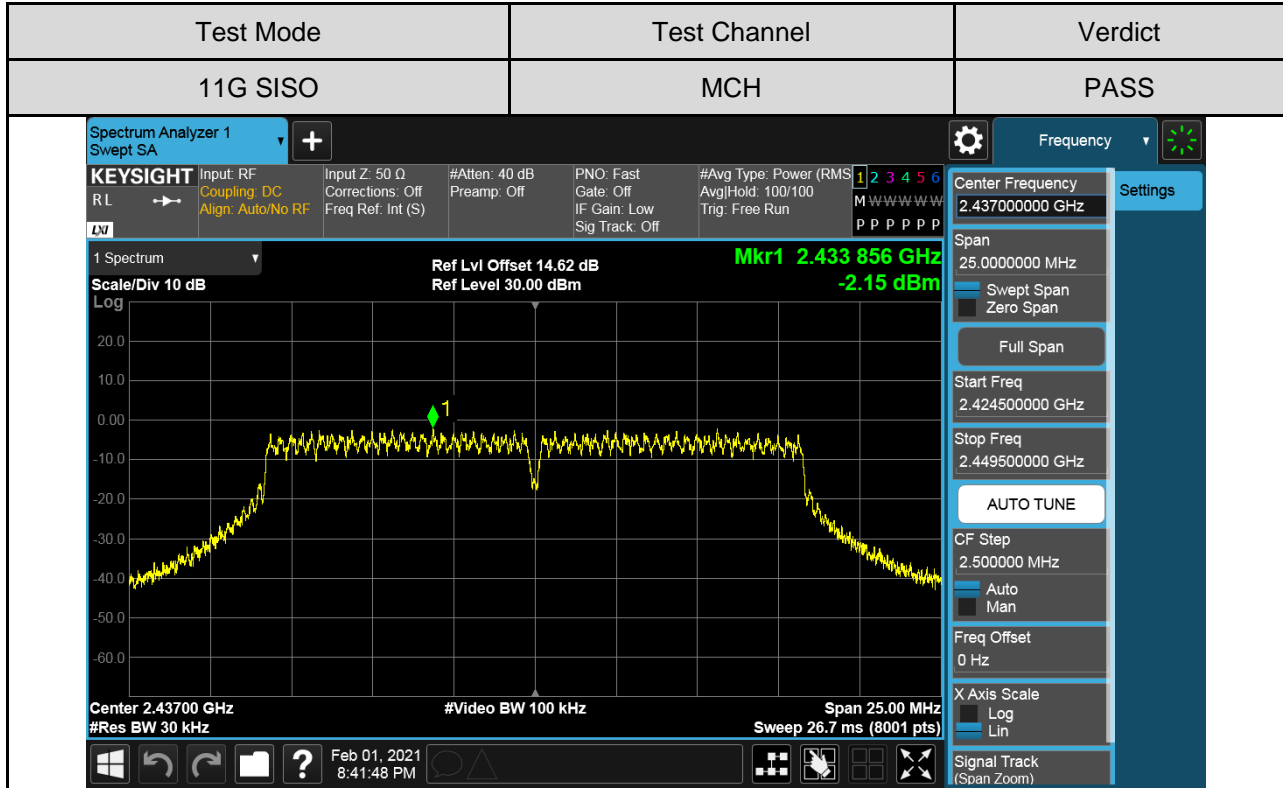 Test Mode Test Channel Verdict
11G SISO MCH PASS
Spectrum Analyzer 1
Swept SA
+
Frequency
KEYSIGHT
RL
LXI
Input: RF
Coupling: DC
Align: Auto/No RF
Input Z: 50 Ω
Corrections: Off
Freq Ref: Int (S)
#Atten: 40 dB
Preamp: Off
PNO: Fast
Gate: Off
IF Gain: Low
Sig Track: Off
#Avg Type: Power (RMS
Avg|Hold: 100/100
Trig: Free Run
1 2 3 4 5 6
M W W W W W
P P P P P P
1 Spectrum
Scale/Div 10 dB
Ref Lvl Offset 14.62 dB
Ref Level 30.00 dBm
Mkr1 2.433 856 GHz
-2.15 dBm
Log
20.0
10.0
0.00
-10.0
-20.0
-30.0
-40.0
-50.0
-60.0
1
Center 2.43700 GHz
#Video BW 100 kHz
Span 25.00 MHz
#Res BW 30 kHz
Sweep 26.7 ms (8001 pts)
?
Feb 01, 2021
8:41:48 PM
Center Frequency
2.437000000 GHz
Settings
Span
25.0000000 MHz
Swept Span
Zero Span
Full Span
Start Freq
2.424500000 GHz
Stop Freq
2.449500000 GHz
AUTO TUNE
CF Step
2.500000 MHz
Auto
Man
Freq Offset
0 Hz
X Axis Scale
Log
Lin
Signal Track
(Span Zoom)